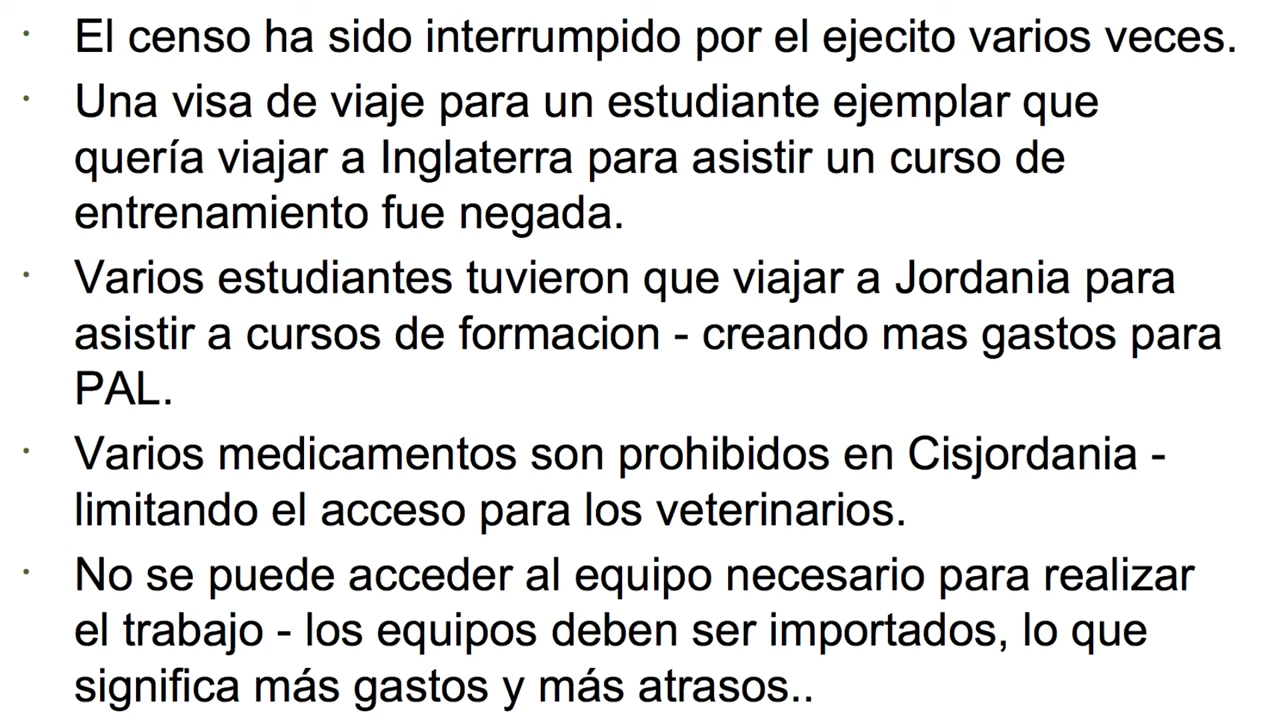 · El censo ha sido interrumpido por el ejecito varios veces.
· Una visa de viaje para un estudiante ejemplar que
quería viajar a Inglaterra para asistir un curso de
entrenamiento fue negada.
· Varios estudiantes tuvieron que viajar a Jordania para
asistir a cursos de formacion - creando mas gastos para
PAL.
· Varios medicamentos son prohibidos en Cisjordania -
limitando el acceso para los veterinarios.
· No se puede acceder al equipo necesario para realizar
el trabajo - los equipos deben ser importados, lo que
significa más gastos y más atrasos..